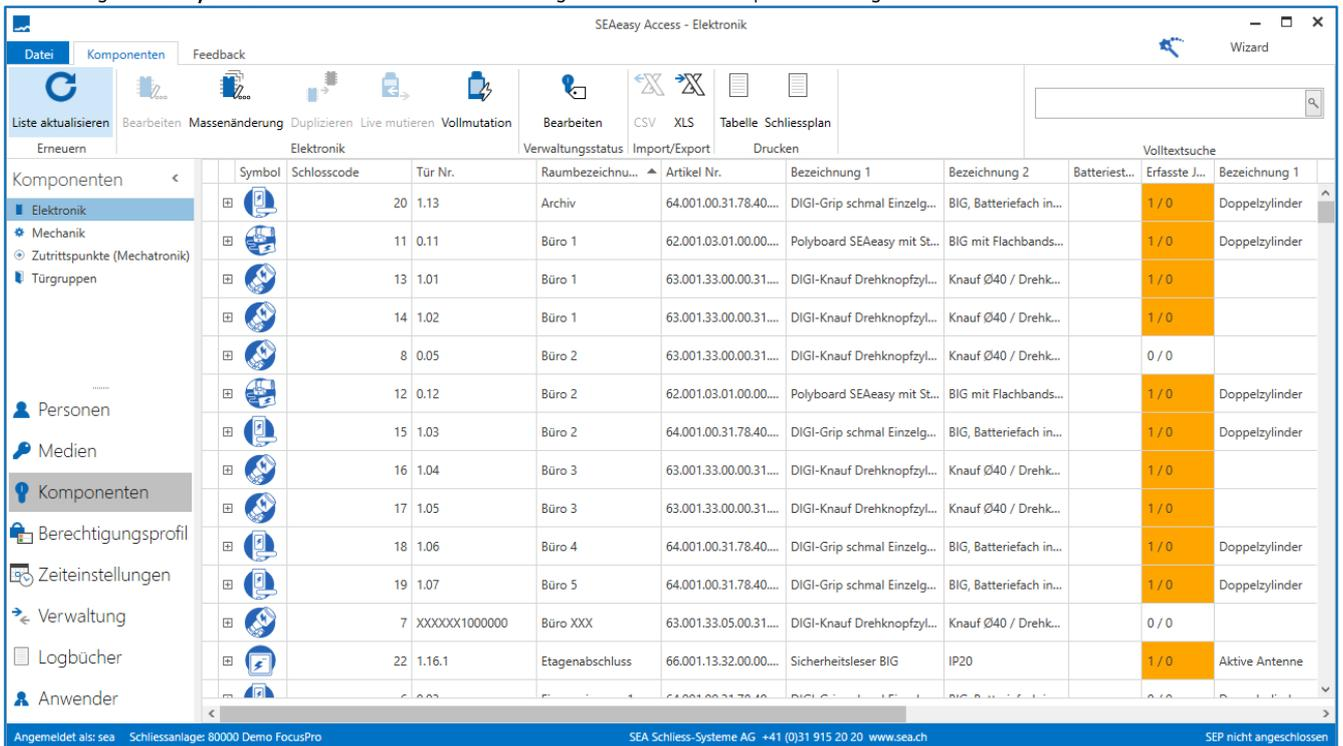 SEAeasy Access - Elektronik
Datei Komponenten Feedback Wizard
Liste aktualisieren Bearbeiten Massenänderung Duplizieren Live mutieren Vollmutation Bearbeiten CSV XLS Tabelle Schliessplan
Erneuern Elektronik Verwaltungsstatus Import/Export Drucken Volltextsuche
Komponenten
Elektronik
Mechanik
Zutrittspunkte (Mechatronik)
Türgruppen
Personen
Medien
Komponenten
Berechtigungsprofil
Zeiteinstellungen
Verwaltung
Logbücher
Anwender
Symbol Schlosscode Tür Nr. Raumbezeichnu... Artikel Nr. Bezeichnung 1 Bezeichnung 2 Batteriest... Erfasste J... Bezeichnung 1
20 1.13 Archiv 64.001.00.31.78.40.... DIGI-Grip schmal Einzelg... BIG, Batteriefach in... 1 / 0 Doppelzylinder
11 0.11 Büro 1 62.001.03.01.00.00.... Polyboard SEAeasy mit St... BIG mit Flachbands... 1 / 0 Doppelzylinder
13 1.01 Büro 1 63.001.33.00.00.31.... DIGI-Knauf Drehknopfzyl... Knauf Ø40 / Drehk... 1 / 0
14 1.02 Büro 1 63.001.33.00.00.31.... DIGI-Knauf Drehknopfzyl... Knauf Ø40 / Drehk... 1 / 0
8 0.05 Büro 2 63.001.33.00.00.31.... DIGI-Knauf Drehknopfzyl... Knauf Ø40 / Drehk... 0 / 0
12 0.12 Büro 2 62.001.03.01.00.00.... Polyboard SEAeasy mit St... BIG mit Flachbands... 1 / 0 Doppelzylinder
15 1.03 Büro 2 64.001.00.31.78.40.... DIGI-Grip schmal Einzelg... BIG, Batteriefach in... 1 / 0 Doppelzylinder
16 1.04 Büro 3 63.001.33.00.00.31.... DIGI-Knauf Drehknopfzyl... Knauf Ø40 / Drehk... 1 / 0
17 1.05 Büro 3 63.001.33.00.00.31.... DIGI-Knauf Drehknopfzyl... Knauf Ø40 / Drehk... 1 / 0
18 1.06 Büro 4 64.001.00.31.78.40.... DIGI-Grip schmal Einzelg... BIG, Batteriefach in... 1 / 0 Doppelzylinder
19 1.07 Büro 5 64.001.00.31.78.40.... DIGI-Grip schmal Einzelg... BIG, Batteriefach in... 1 / 0 Doppelzylinder
7 XXXXXX1000000 Büro XXX 63.001.33.05.00.31.... DIGI-Knauf Drehknopfzyl... Knauf Ø40 / Drehk... 0 / 0
22 1.16.1 Etagenabschluss 66.001.13.32.00.00.... Sicherheitsleser BIG IP20 1 / 0 Aktive Antenne
Angemeldet als: sea Schliessanlage: 80000 Demo FocusPro SEA Schliess-Systeme AG +41 (0)31 915 20 20 www.sea.ch SEP nicht angeschlossen